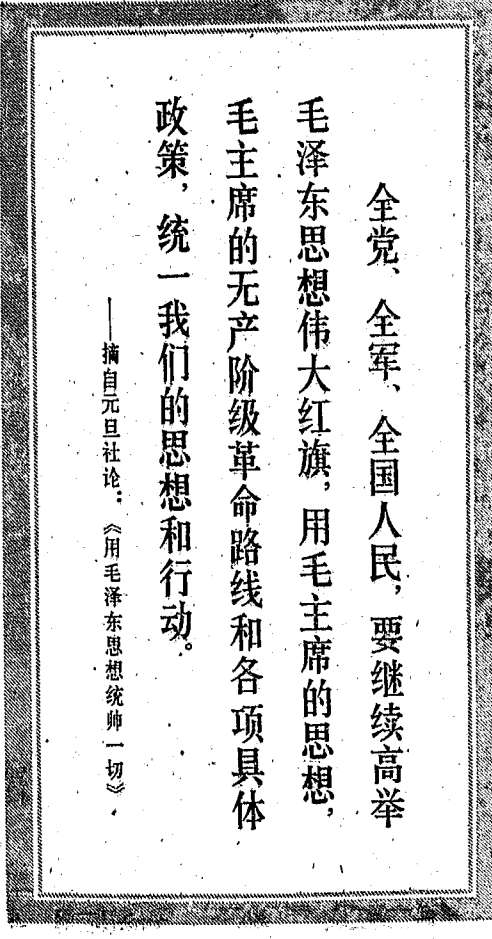 全党、全军、全国人民，要继续高举
毛泽东思想伟大红旗，用毛主席的思想，
毛主席的无产阶级革命路线和各项具体
政策，统一我们的思想和行动。
——摘自元旦社论：《用毛泽东思想统帅一切》